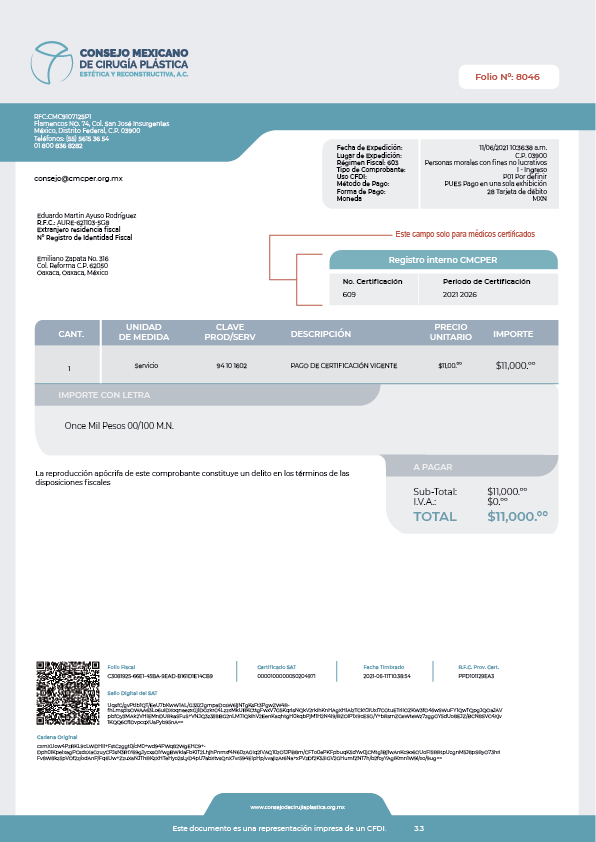 CONSEJO MEXICANO
DE CIRUGÍA PLÁSTICA
ESTÉTICA Y RECONSTRUCTIVA, A.C.
Folio Nº: 8046
RFC:CMC9107125P1
Flamencos No. 74, Col. San José Insurgentes
México, Distrito Federal, C.P. 03900
Teléfonos: (55) 5615 36 54
01 800 836 8282
Fecha de Expedición: 11/06/2021 10:36:38 a.m.
Lugar de Expedición: C.P. 03900
Régimen Fiscal: 603 Personas morales con fines no lucrativos
Tipo de Comprobante: 1 - Ingreso
Uso CFDI: P01 Por definir
Método de Pago: PUES Pago en una sola exhibición
Forma de Pago: 28 Tarjeta de débito
Moneda MXN
consejo@cmcper.org.mx
Eduardo Martin Ayuso Rodríguez
R.F.C.: AURE-621103-5G9
Extranjero residencia fiscal
Nº Registro de Identidad Fiscal
Emiliano Zapata No. 316
Col. Reforma C.P. 62050
Oaxaca, Oaxaca, México
Este campo solo para médicos certificados
Registro interno CMCPER
No. Certificación Periodo de Certificación
609 2021 2026
CANT. UNIDAD DE MEDIDA CLAVE PROD/SERV DESCRIPCIÓN PRECIO UNITARIO IMPORTE
1 Servicio 94 10 1602 PAGO DE CERTIFICACIÓN VIGENTE $11,00.⁰⁰ $11,000.⁰⁰
IMPORTE CON LETRA
Once Mil Pesos 00/100 M.N.
La reproducción apócrifa de este comprobante constituye un delito en los términos de las
disposiciones fiscales
A PAGAR
Sub-Total: $11,000.⁰⁰
I.V.A.: $0.⁰⁰
TOTAL $11,000.⁰⁰
Folio Fiscal Certificado SAT Fecha Timbrado R.F.C. Prov. Cert.
C3081925-66E1-45BA-9EAD-B161D1E14CB9 0000100000050204971 2021-05-11T10:38:54 PPD101129EA3
Sello Digital del SAT
Cadena Original
www.consejodecirujiaplastica.org.mx
Este documento es una representación impresa de un CFDI. 3.3